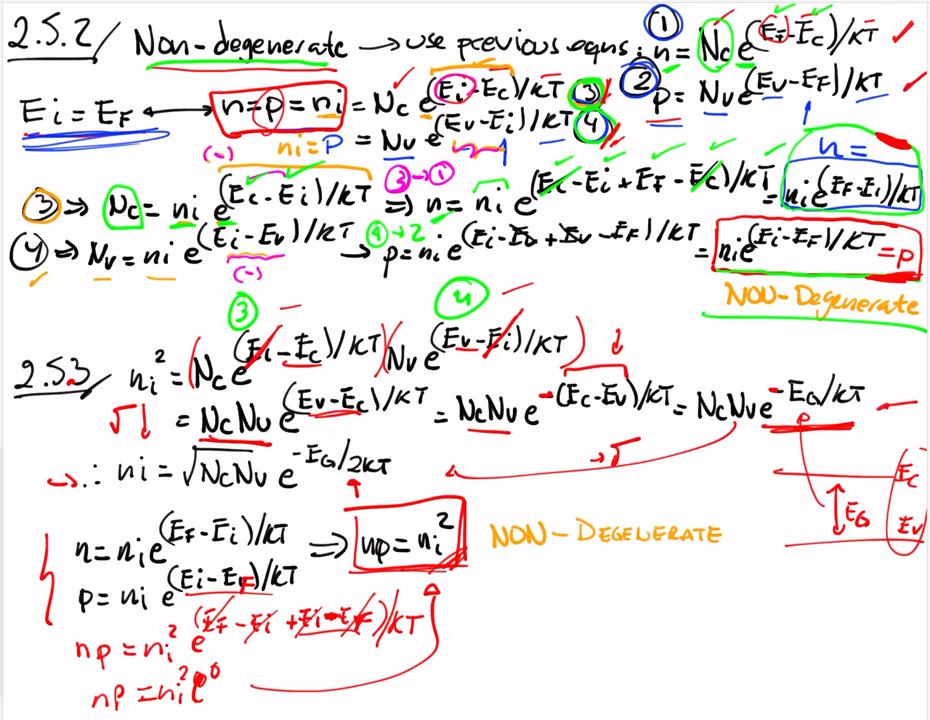 2.5.2/ Non-degenerate → use previous eqns: ① n = Nc e^(EF-Ec)/KT
② p = Nv e^(Ev-EF)/KT
Ei = EF ↔ n=p=ni = Nc e^(Ei-Ec)/KT ③
ni=P = Nv e^(Ev-Ei)/KT ④
(-) ③→① n =
③ ⇒ Nc = ni e^(Ec-Ei)/KT ⇒ n = ni e^(Ec-Ei+EF-Ec)/KT = ni e^(EF-Ei)/KT
④ ⇒ Nv = ni e^(Ei-Ev)/KT → ④→2 p = ni e^(Ei-Ev+Ev-EF)/KT = ni e^(Ei-EF)/KT = p
(-)
NON-Degenerate
③ ④
2.5.3/ ni² = (Nc e^(Ei-Ec)/KT)(Nv e^(Ev-Ei)/KT)
√ = NcNv e^(Ev-Ec)/KT = NcNv e^-(Ec-Ev)/KT = NcNv e^-EG/KT
∴ ni = √NcNv e^-EG/2KT → √
Ec
EG
Ev
n = ni e^(EF-Ei)/KT ⇒ np = ni² NON-DEGENERATE
p = ni e^(Ei-EF)/KT
np = ni² e^(EF-Ei+Ei-EF)/KT
np = ni² e^0